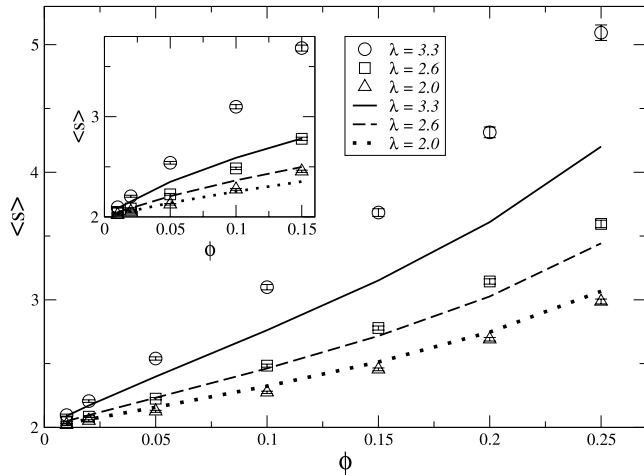 5
4
3
2
<s>
0
0.05
0.1
0.15
0.2
0.25
ϕ
3
2
<s>
0
0.05
0.1
0.15
ϕ
λ = 3.3
λ = 2.6
λ = 2.0
λ = 3.3
λ = 2.6
λ = 2.0